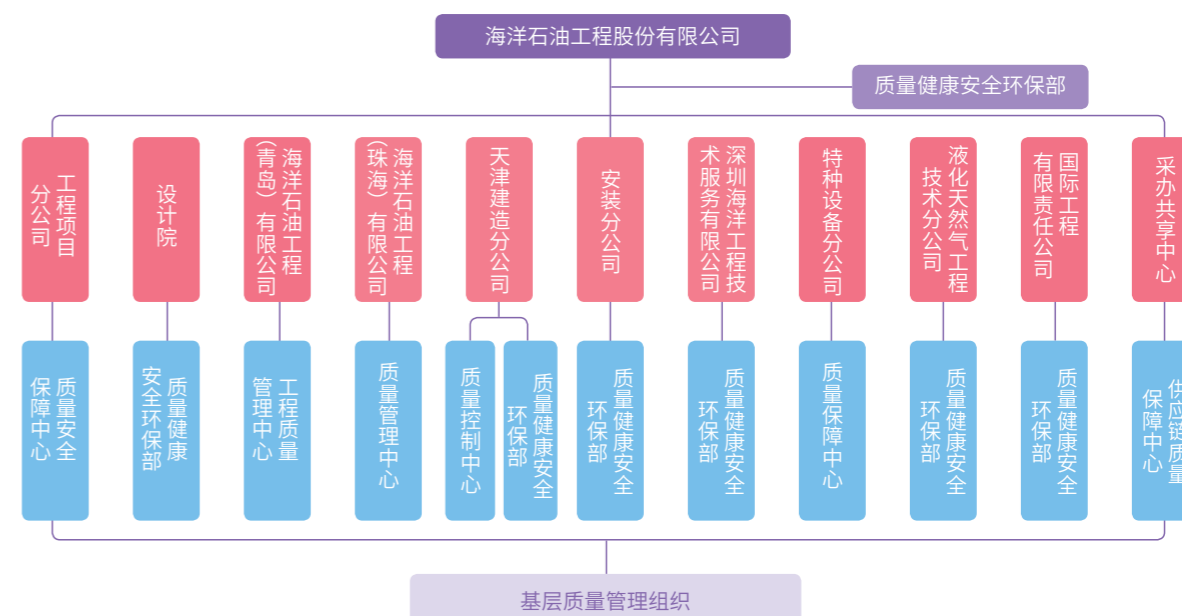 海洋石油工程股份有限公司
质量健康安全环保部
工程项目
分公司
设计院
海洋石油工程
（青岛）有限公司
海洋石油工程
（珠海）有限公司
天津建造分公司
安装分公司
深圳海洋工程技
术服务有限公司
特种设备分公司
液化天然气工程
技术分公司
国际工程
有限责任公司
采办共享中心
质量安全
保障中心
质量健康
安全环保部
工程质量
管理中心
质量管理中心
质量控制中心
质量健康安全
环保部
质量健康安全
环保部
质量健康安全
环保部
质量保障中心
质量健康安全
环保部
质量健康安全
环保部
供应链质量
保障中心
基层质量管理组织